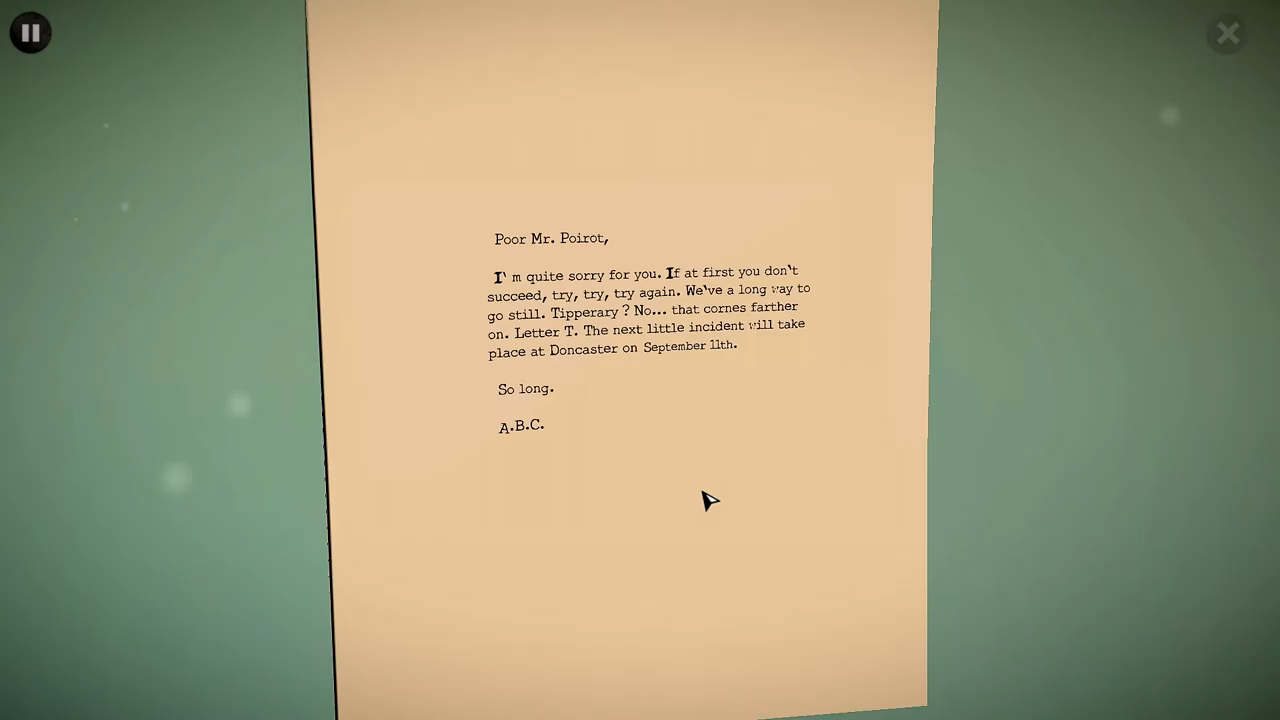 Poor Mr. Poirot,
I'm quite sorry for you. If at first you don't
succeed, try, try, try again. We've a long way to
go still. Tipperary ? No... that comes farther
on. Letter T. The next little incident will take
place at Doncaster on September 11th.
So long.
A.B.C.